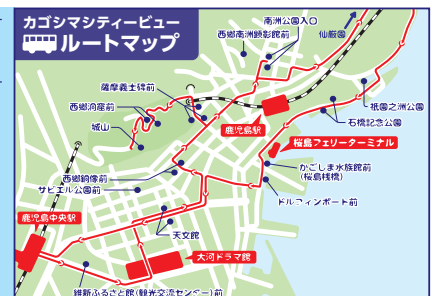 カゴシマシティービュー
ルートマップ
南洲公園入口
西郷南洲顕彰館前
仙巌園
薩摩義士碑前
西郷洞窟前
城山
祇園之洲公園
石橋記念公園
鹿児島駅
桜島フェリーターミナル
かごしま水族館前
(桜島桟橋)
西郷銅像前
ザビエル公園前
ドルフィンポート前
鹿児島中央駅
天文館
大河ドラマ館
維新ふるさと館(観光交流センター)前